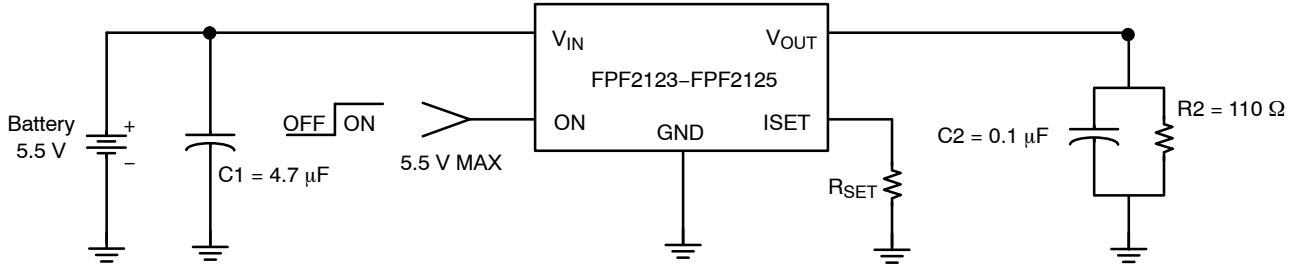 V_IN
V_OUT
FPF2123–FPF2125
Battery
5.5 V
+
–
OFF
ON
ON
GND
ISET
C1 = 4.7 μF
5.5 V MAX
R_SET
C2 = 0.1 μF
R2 = 110 Ω